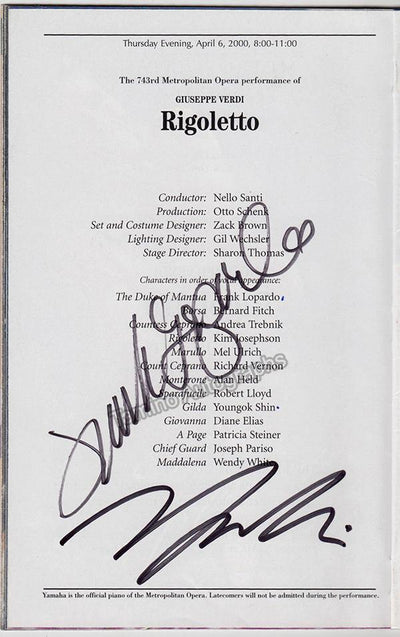 Thursday Evening, April 6, 2000, 8:00-11:00
The 743rd Metropolitan Opera performance of
GIUSEPPE VERDI
Rigoletto
Conductor: Nello Santi
Production: Otto Schenk
Set and Costume Designer: Zack Brown
Lighting Designer: Gil Wechsler
Stage Director: Sharon Thomas
Characters in order of vocal appearance:
The Duke of Mantua Frank Lopardo
Borsa Bernard Fitch
Countess Ceprano Andrea Trebnik
Rigoletto Kim Josephson
Marullo Mel Ulrich
Count Ceprano Richard Vernon
Monterone Alan Held
Sparafucile Robert Lloyd
Gilda Youngok Shin
Giovanna Diane Elias
A Page Patricia Steiner
Chief Guard Joseph Pariso
Maddalena Wendy White
Yamaha is the official piano of the Metropolitan Opera. Latecomers will not be admitted during the performance.